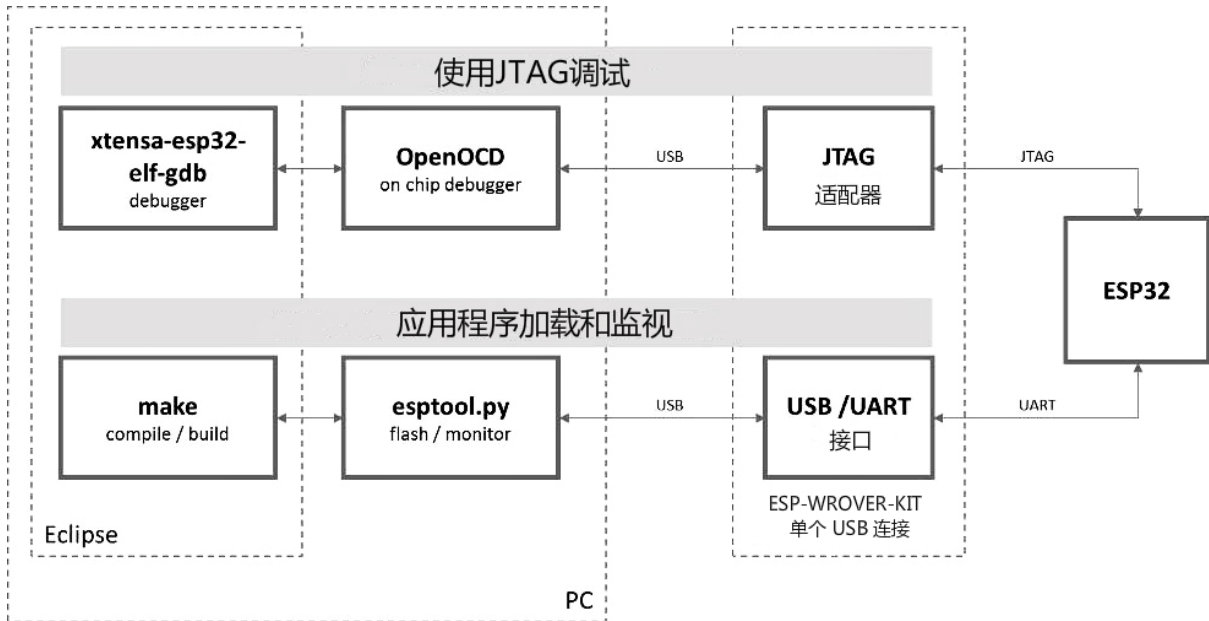 使用JTAG调试
xtensa-esp32-
elf-gdb
debugger
OpenOCD
on chip debugger
USB
JTAG
适配器
JTAG
ESP32
应用程序加载和监视
make
compile / build
esptool.py
flash / monitor
USB
USB /UART
接口
UART
ESP-WROVER-KIT
单个 USB 连接
Eclipse
PC